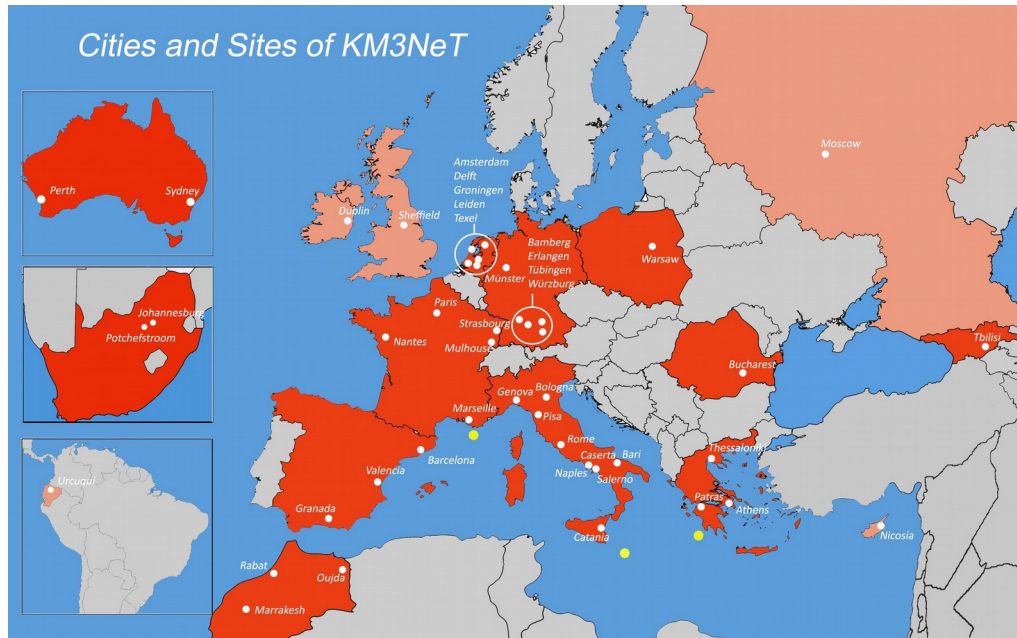 Cities and Sites of KM3NeT
Perth
Sydney
Johannesburg
Potchefstroom
Urcuqui
Dublin
Sheffield
Amsterdam
Delft
Groningen
Leiden
Texel
Münster
Bamberg
Erlangen
Tübingen
Würzburg
Warsaw
Moscow
Paris
Strasbourg
Nantes
Mulhouse
Bucharest
Tbilisi
Genova
Bologna
Marseille
Pisa
Rome
Barcelona
Caserta
Bari
Naples
Salerno
Thessaloniki
Valencia
Granada
Catania
Patras
Athens
Nicosia
Rabat
Oujda
Marrakesh